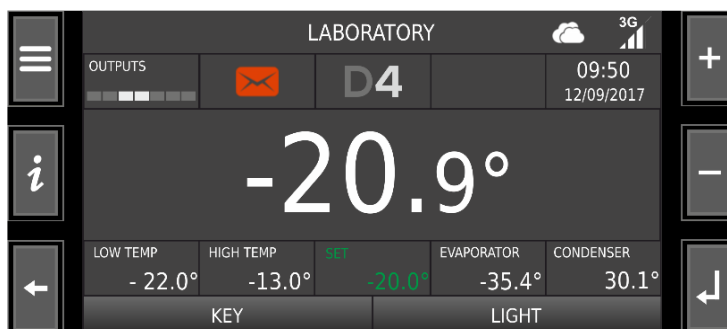 LABORATORY
3G
OUTPUTS
D4
09:50
12/09/2017
i
-20.9°
LOW TEMP
HIGH TEMP
SET
EVAPORATOR
CONDENSER
- 22.0°
-13.0°
-20.0°
-35.4°
30.1°
KEY
LIGHT